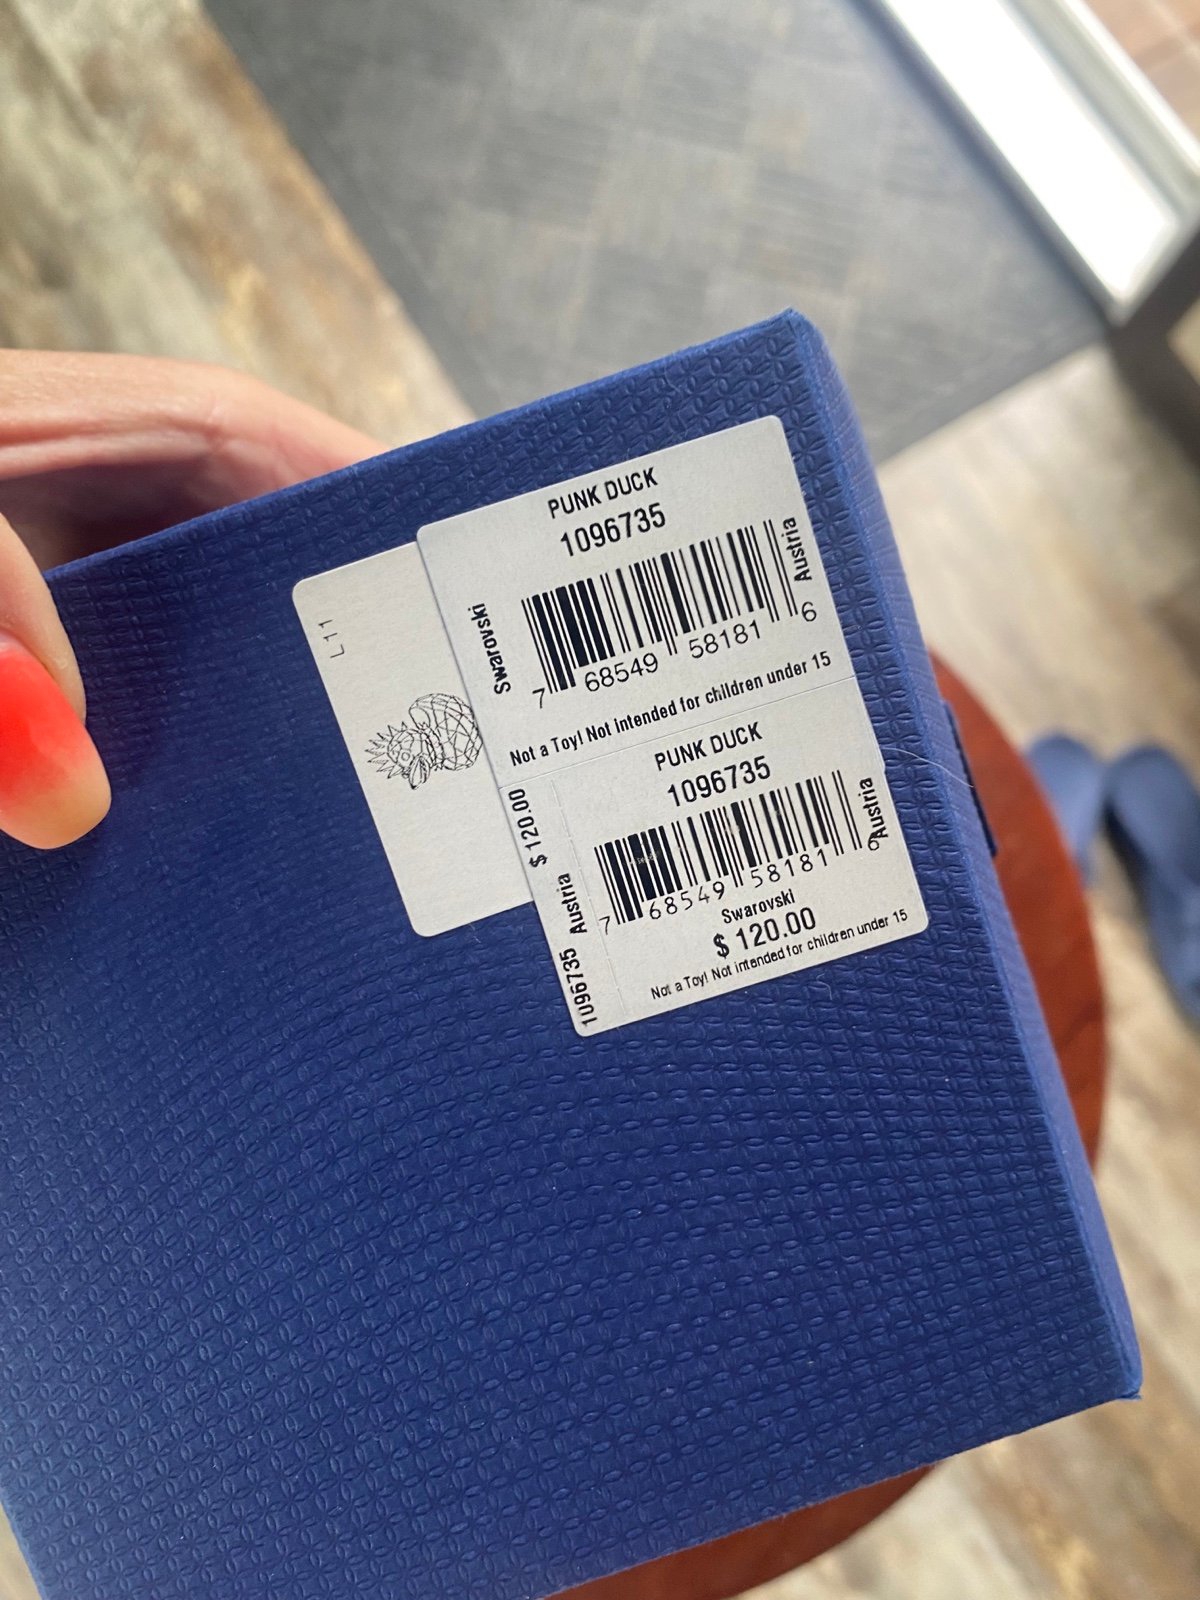 L11
PUNK DUCK
1096735
Swarovski
Austria
7 68549 58181 6
Not a Toy! Not intended for children under 15
PUNK DUCK
1096735
Austria
7 68549 58181 6
Swarovski
$ 120.00
Not a Toy! Not intended for children under 15
1096735 Austria $ 120.00